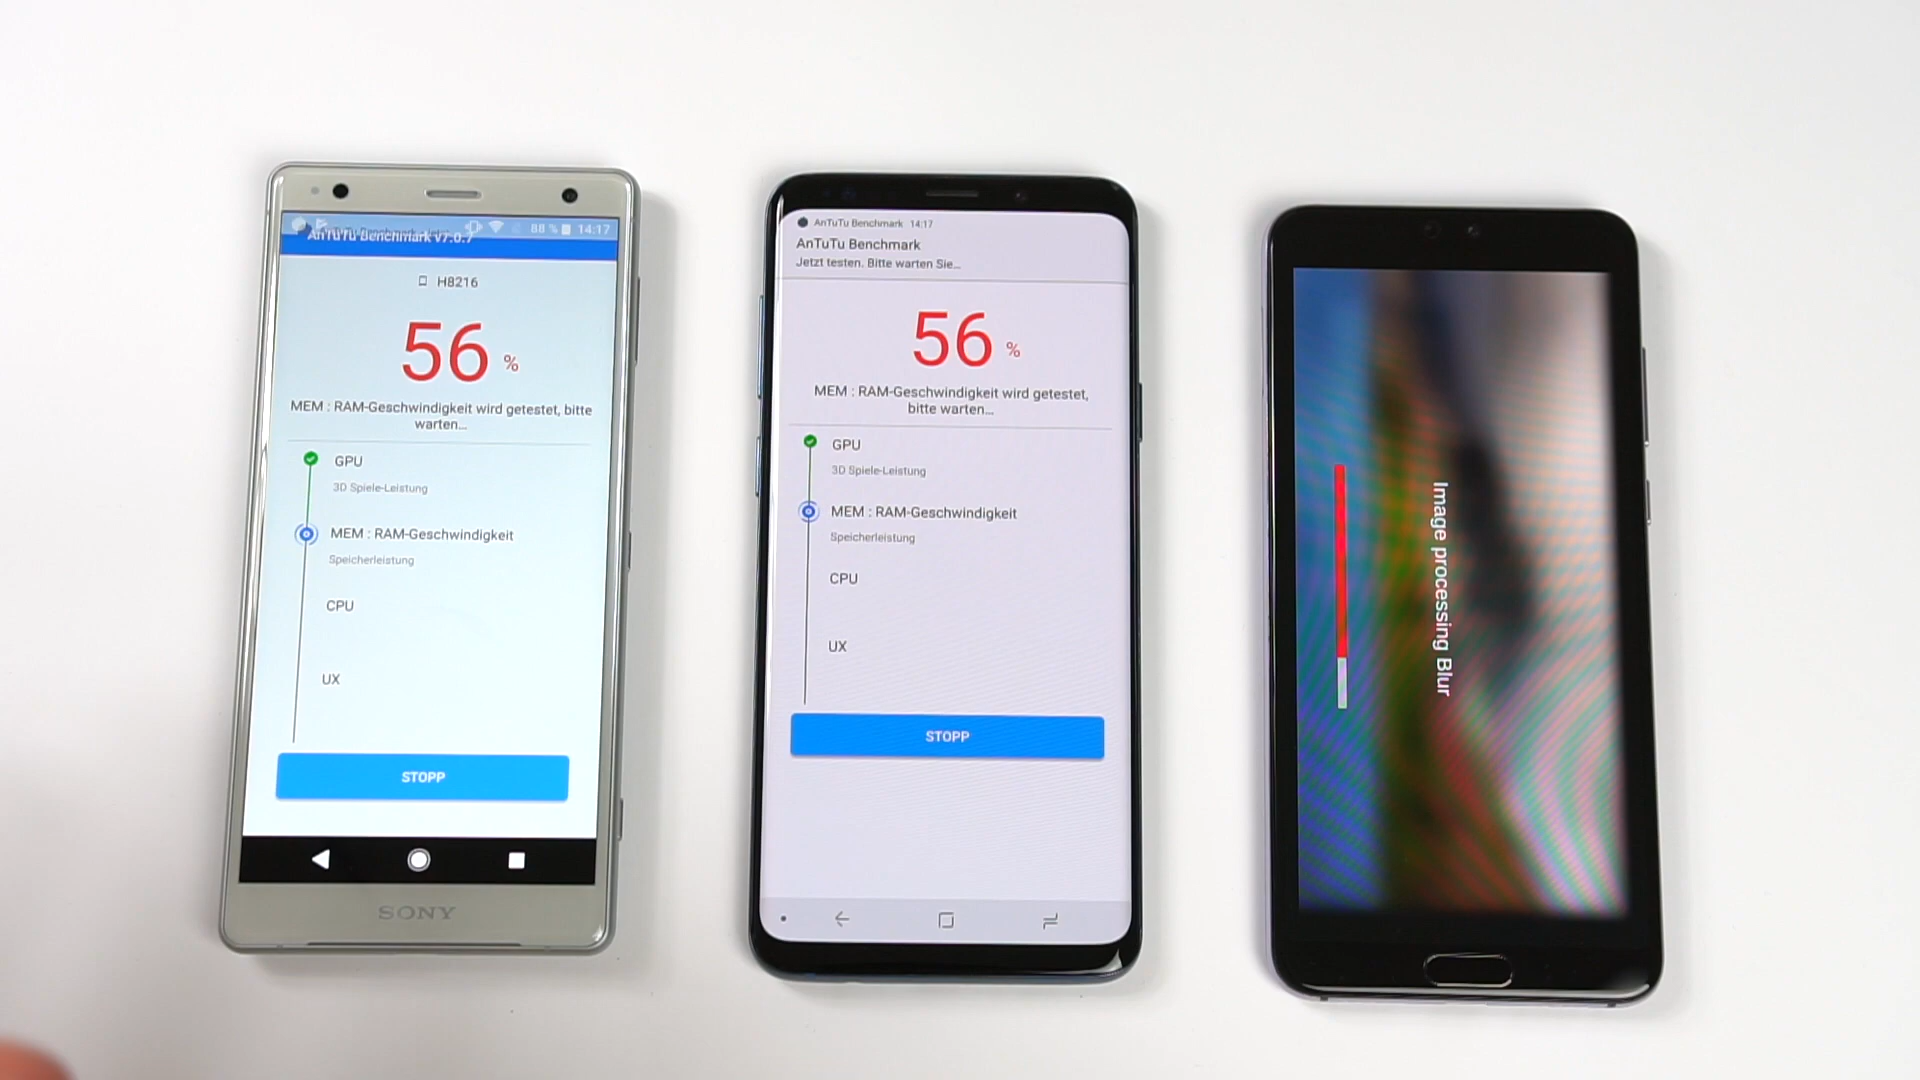 88 % 14:17
AnTuTu Benchmark v7.0.7
H8216
56 %
MEM : RAM-Geschwindigkeit wird getestet, bitte
warten...
GPU
3D Spiele-Leistung
MEM : RAM-Geschwindigkeit
Speicherleistung
CPU
UX
STOPP
SONY
AnTuTu Benchmark 14:17
AnTuTu Benchmark
Jetzt testen. Bitte warten Sie...
56 %
MEM : RAM-Geschwindigkeit wird getestet,
bitte warten...
GPU
3D Spiele-Leistung
MEM : RAM-Geschwindigkeit
Speicherleistung
CPU
UX
STOPP
Image processing Blur